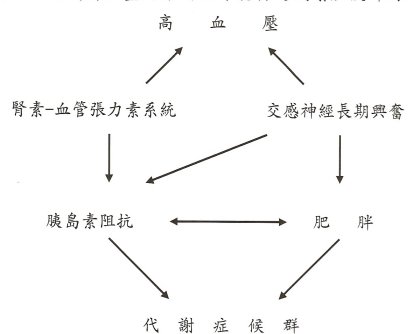 高血壓
腎素-血管張力素系統
交感神經長期興奮
胰島素阻抗
肥胖
代謝症候群